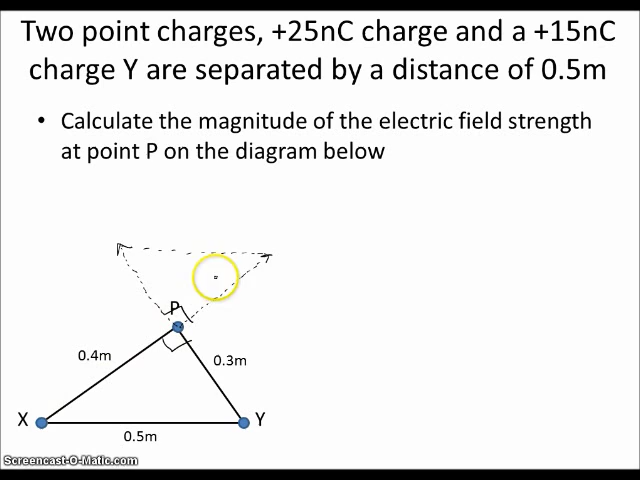 Two point charges, +25nC charge and a +15nC
charge Y are separated by a distance of 0.5m
• Calculate the magnitude of the electric field strength
at point P on the diagram below
P
0.4m
0.3m
X
Y
0.5m
Screencast-O-Matic.com